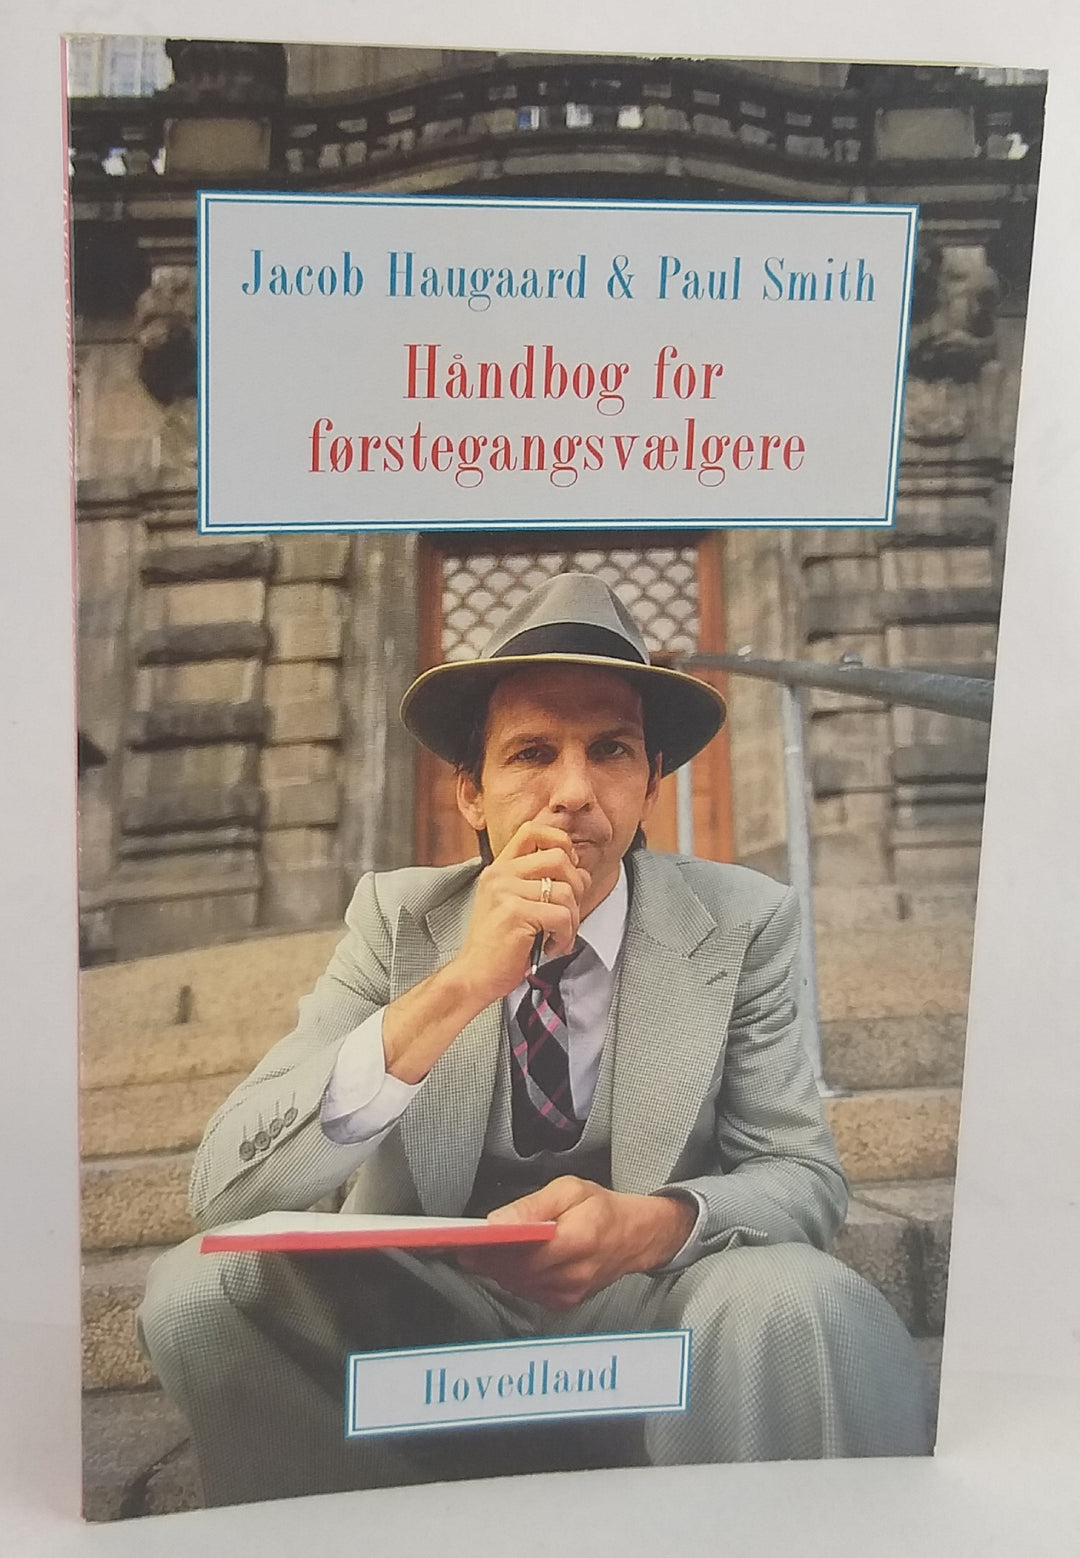 Jacob Haugaard & Paul Smith
Håndbog for
førstegangsvælgere
Hovedland